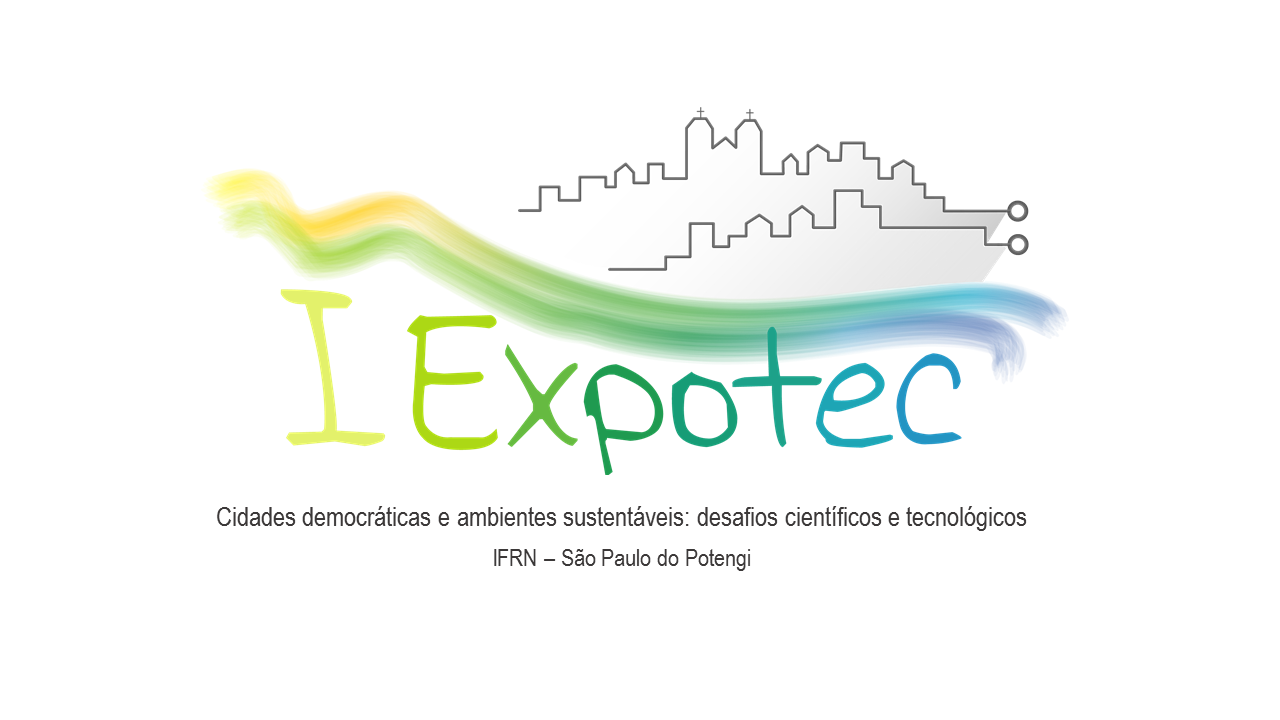 I Expotec
Cidades democráticas e ambientes sustentáveis: desafios científicos e tecnológicos
IFRN – São Paulo do Potengi